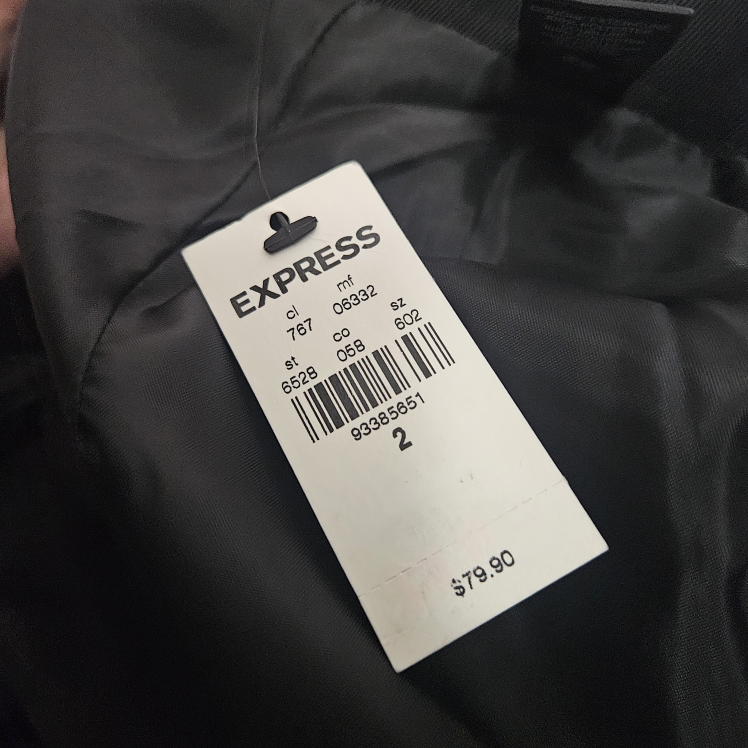 EXPRESS
cl mf
767 06332
st co sz
6528 058 602
93385651
2
$79.90